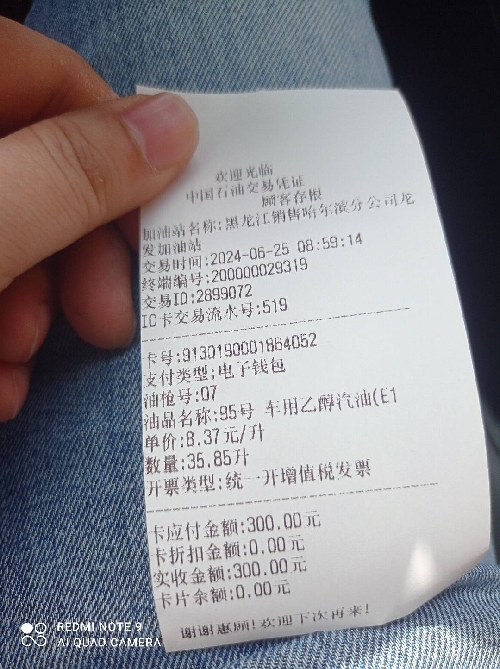 欢迎光临
中国石油交易凭证
顾客存根
加油站名称:黑龙江销售哈尔滨分公司龙
发加油站
交易时间:2024-06-25 08:59:14
终端编号:200000029319
交易ID:2899072
IC卡交易流水号:519
卡号:9130190001864052
支付类型:电子钱包
油枪号:07
油品名称:95号 车用乙醇汽油(E1
单价:8.37元/升
数量:35.85升
开票类型:统一开增值税发票
卡应付金额:300.00元
卡折扣金额:0.00元
实收金额:300.00元
卡片余额:0.00元
谢谢惠顾!欢迎下次再来!
REDMI NOTE 9
AI QUAD CAMERA